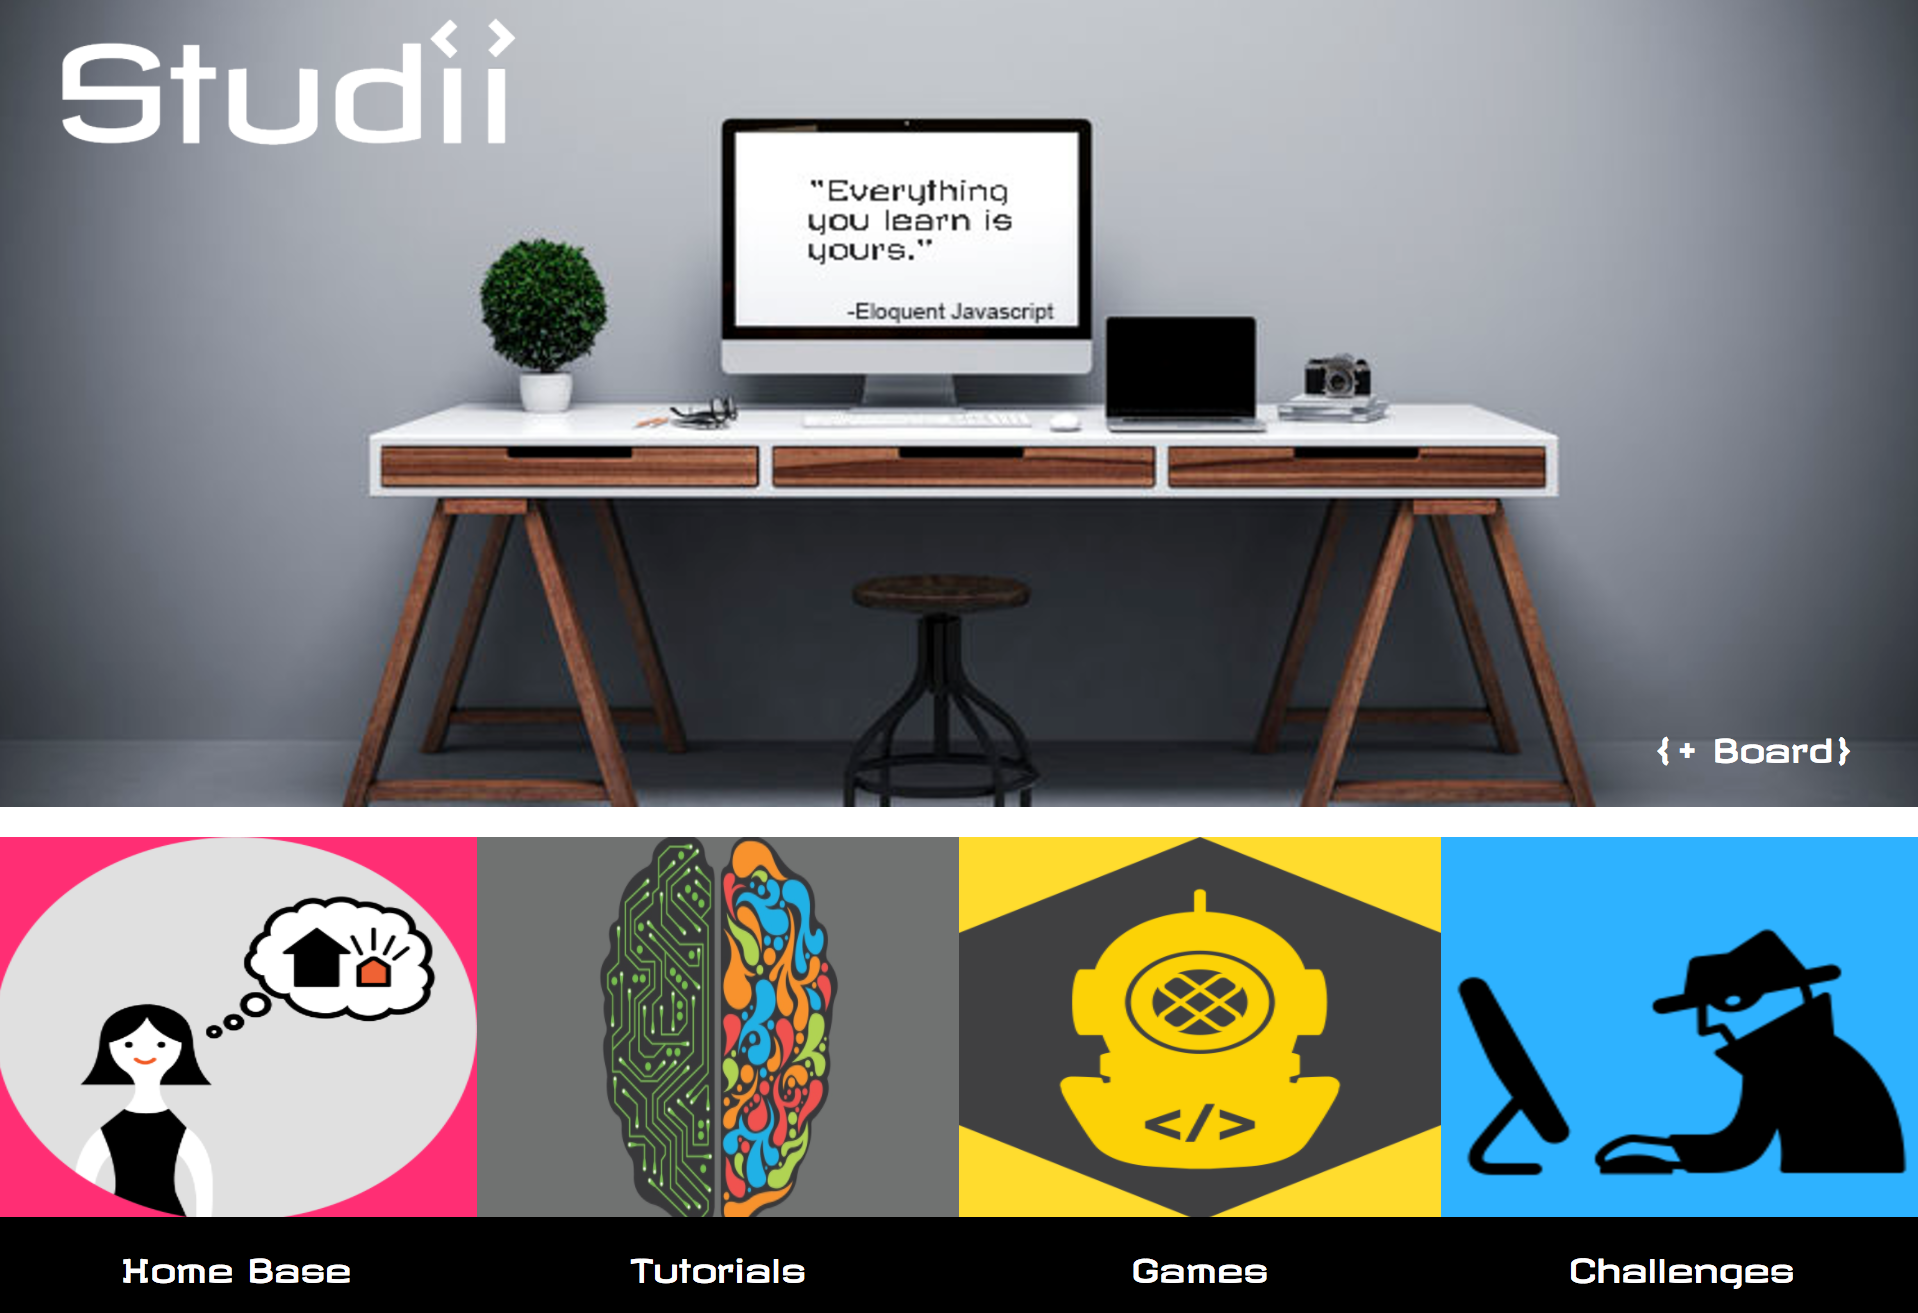 Studii
"Everything
you learn is
yours."
-Eloquent Javascript
{+ Board}
</>
Home Base
Tutorials
Games
Challenges